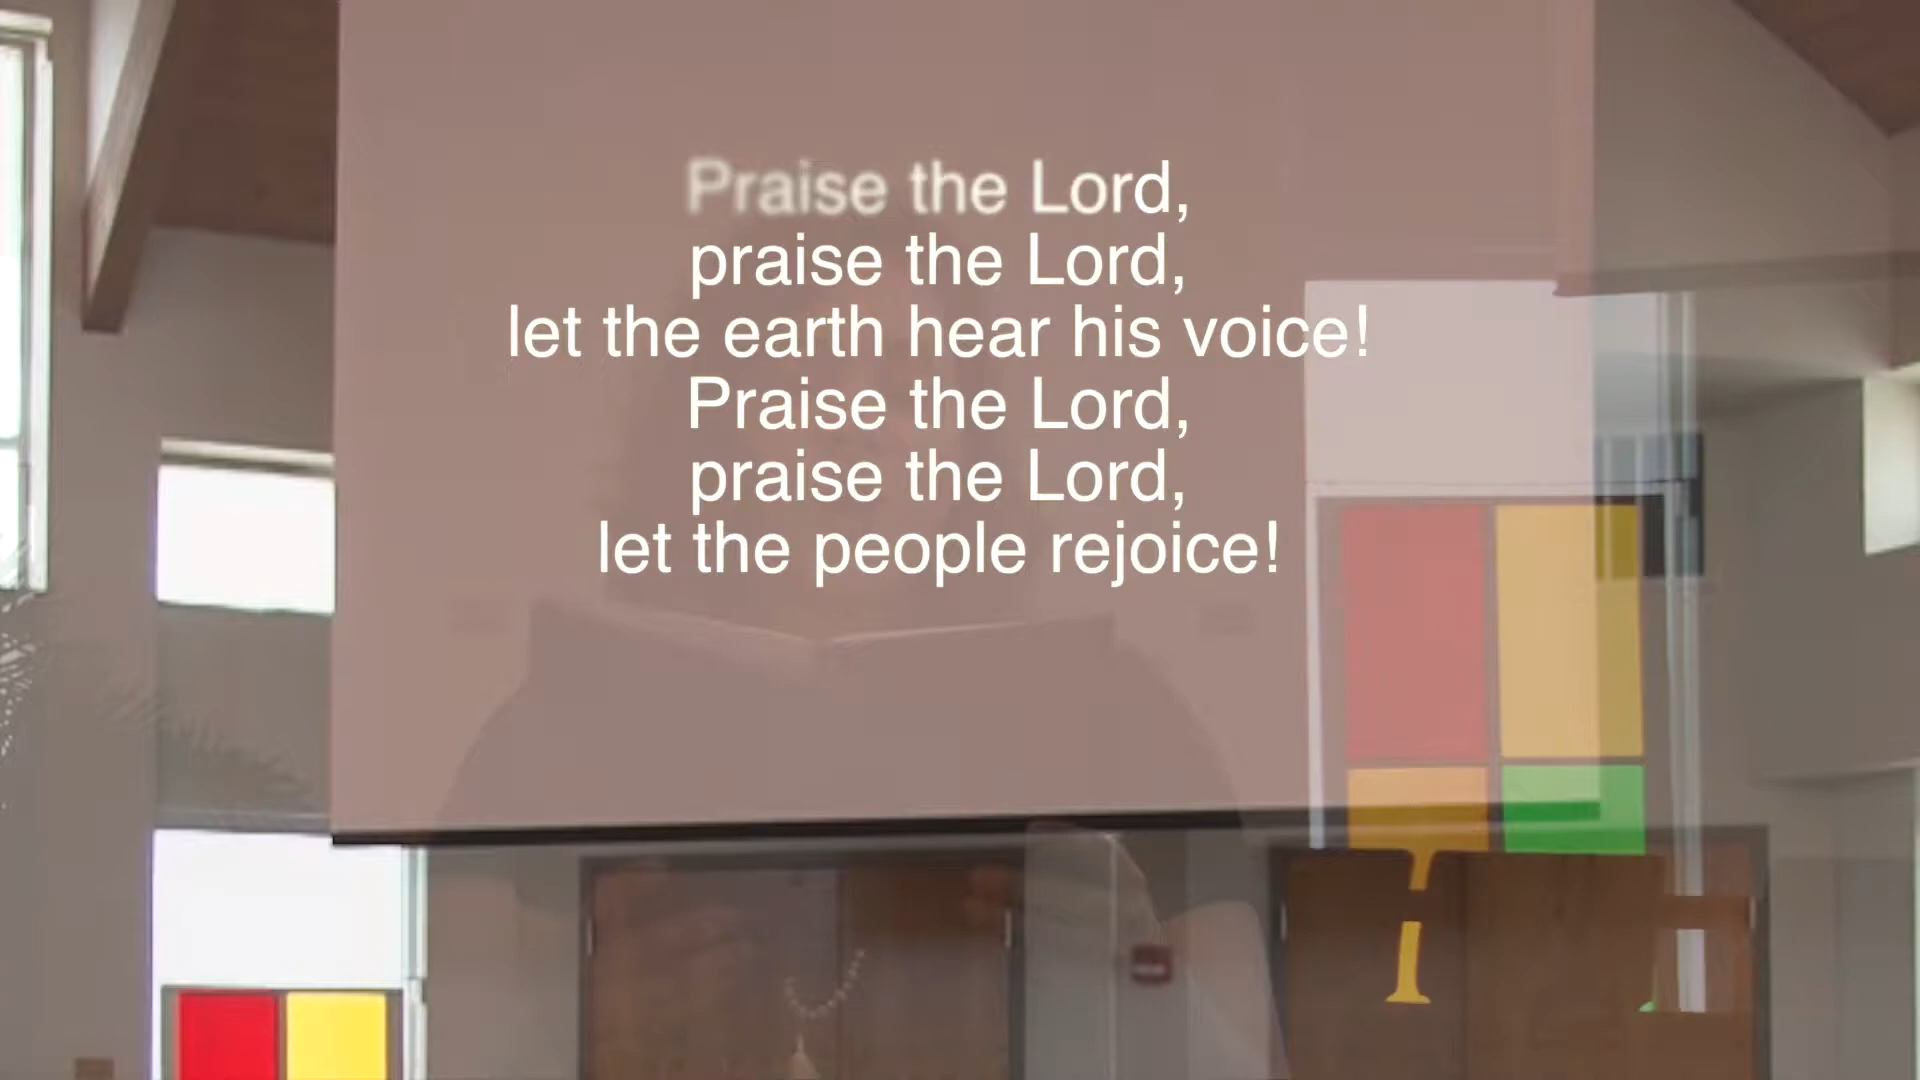 Praise the Lord,
praise the Lord,
let the earth hear his voice!
Praise the Lord,
praise the Lord,
let the people rejoice!